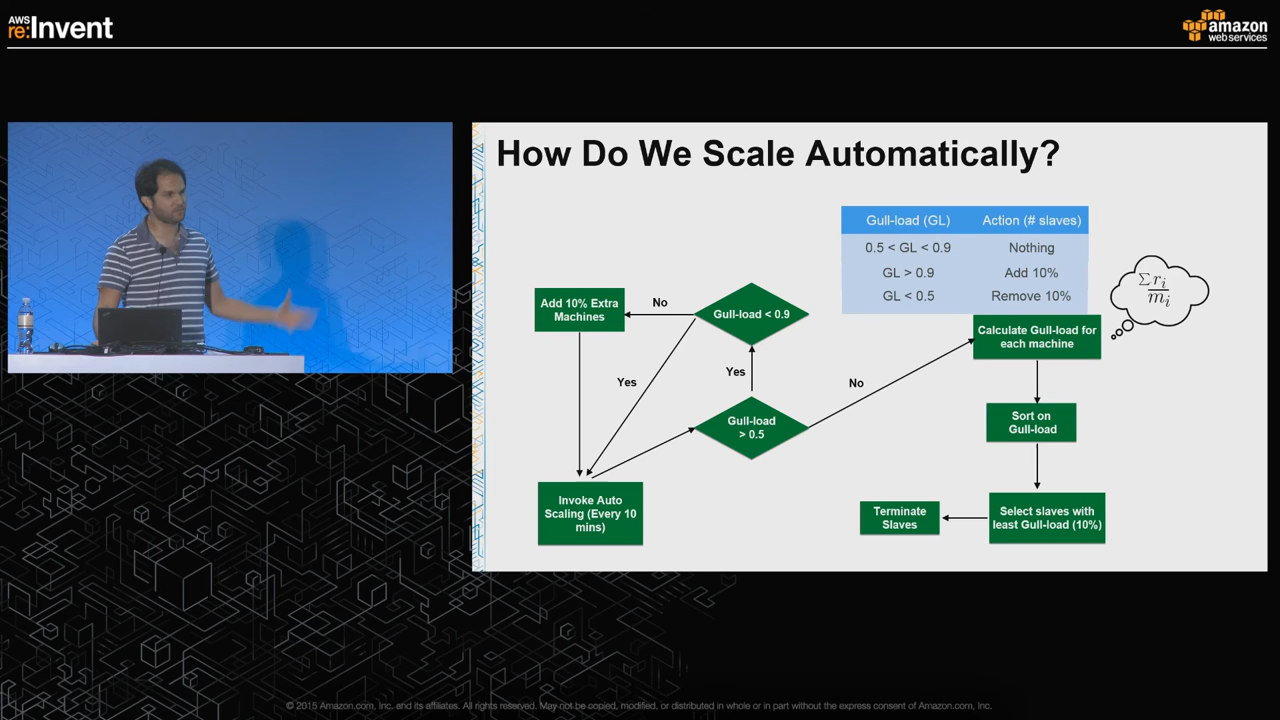 AWS
re:Invent
amazon
web services
How Do We Scale Automatically?
Gull-load (GL) Action (# slaves)
0.5 < GL < 0.9 Nothing
GL > 0.9 Add 10%
GL < 0.5 Remove 10%
Σ rᵢ
mᵢ
Add 10% Extra
Machines
No
Gull-load < 0.9
Calculate Gull-load for
each machine
Yes
Yes
No
Gull-load
> 0.5
Sort on
Gull-load
Invoke Auto
Scaling (Every 10
mins)
Terminate
Slaves
Select slaves with
least Gull-load (10%)
© 2015 Amazon.com, Inc. and its affiliates. All rights reserved. May not be copied, modified, or distributed in whole or in part without the express consent of Amazon.com, Inc.